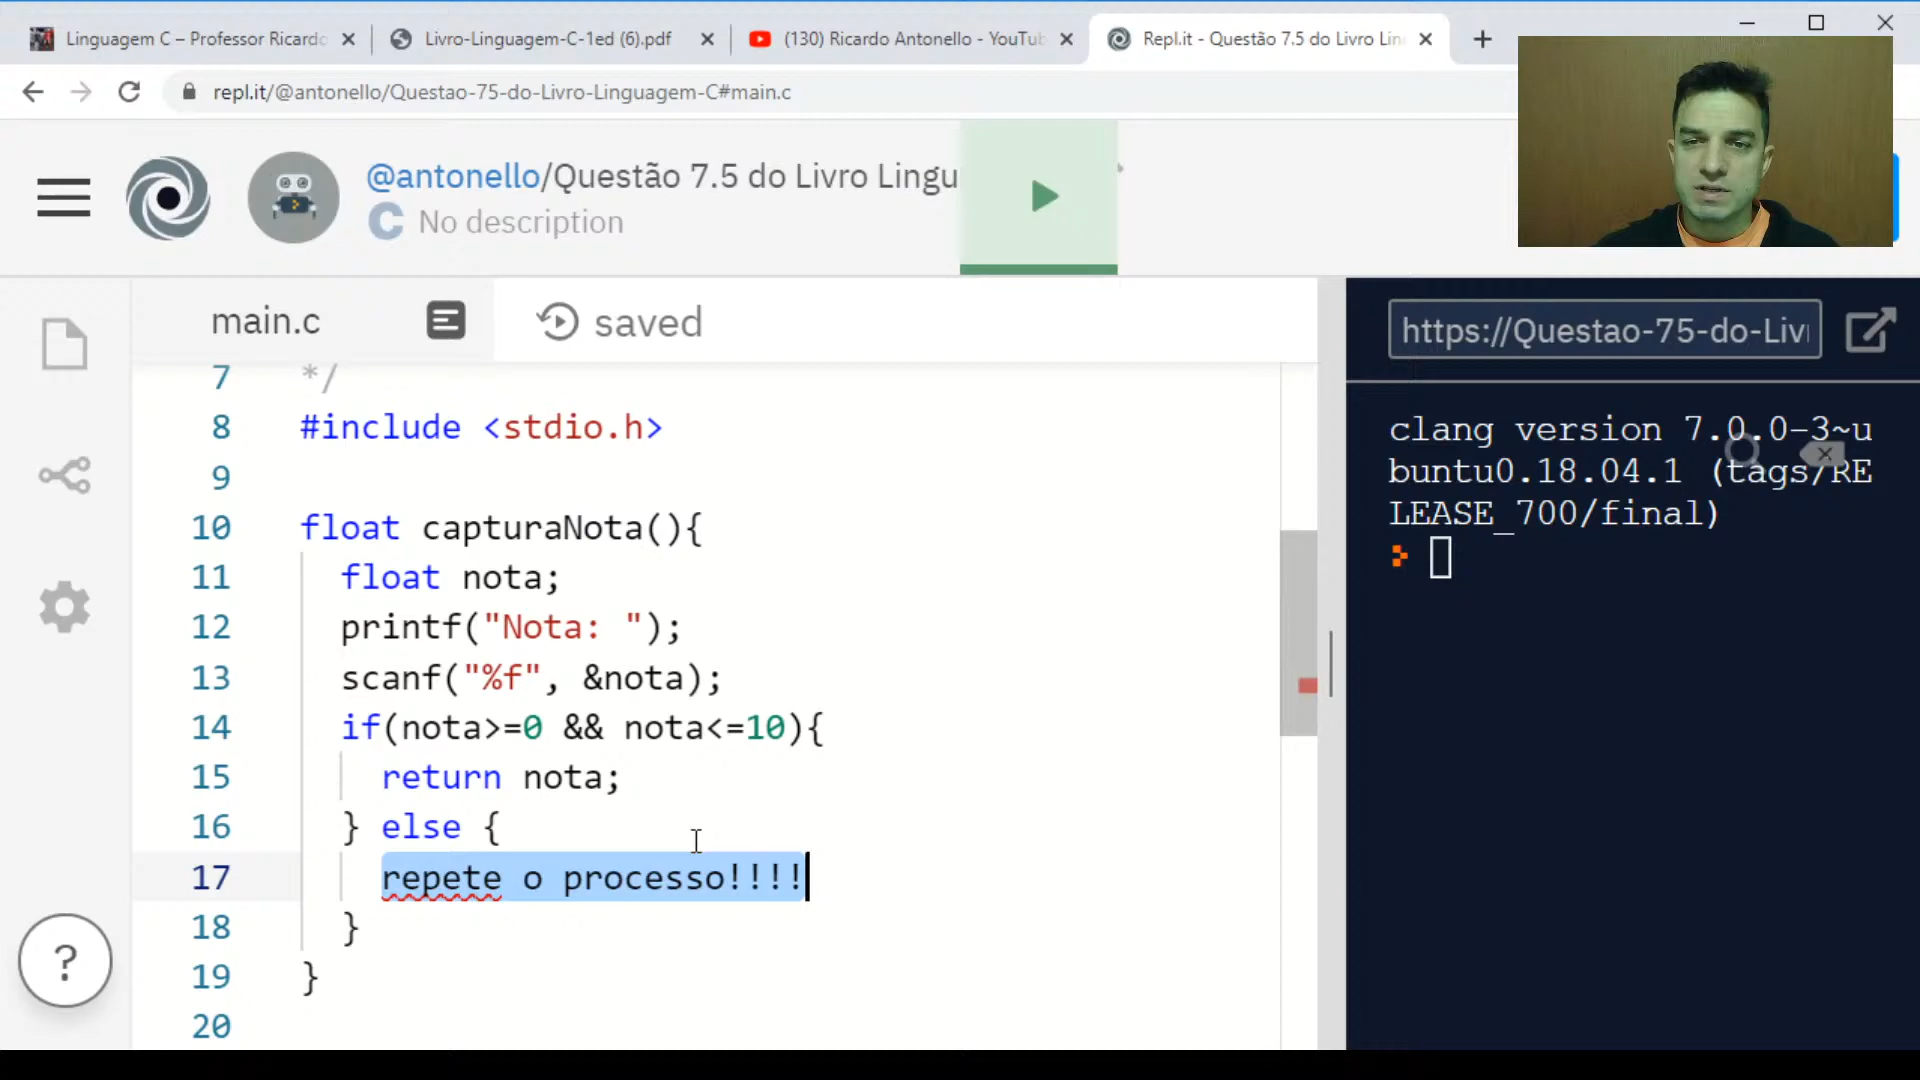 Linguagem C – Professor Ricardo
Livro-Linguagem-C-1ed (6).pdf
(130) Ricardo Antonello - YouTub
Repl.it - Questão 7.5 do Livro Lin
repl.it/@antonello/Questao-75-do-Livro-Linguagem-C#main.c
@antonello/Questão 7.5 do Livro Lingu
C No description
main.c
saved
https://Questao-75-do-Livr
7 */
8 #include <stdio.h>
9
10 float capturaNota(){
11 float nota;
12 printf("Nota: ");
13 scanf("%f", &nota);
14 if(nota>=0 && nota<=10){
15 return nota;
16 } else {
17 repete o processo!!!!
18 }
19 }
20
clang version 7.0.0-3~u
buntu0.18.04.1 (tags/RE
LEASE_700/final)
?